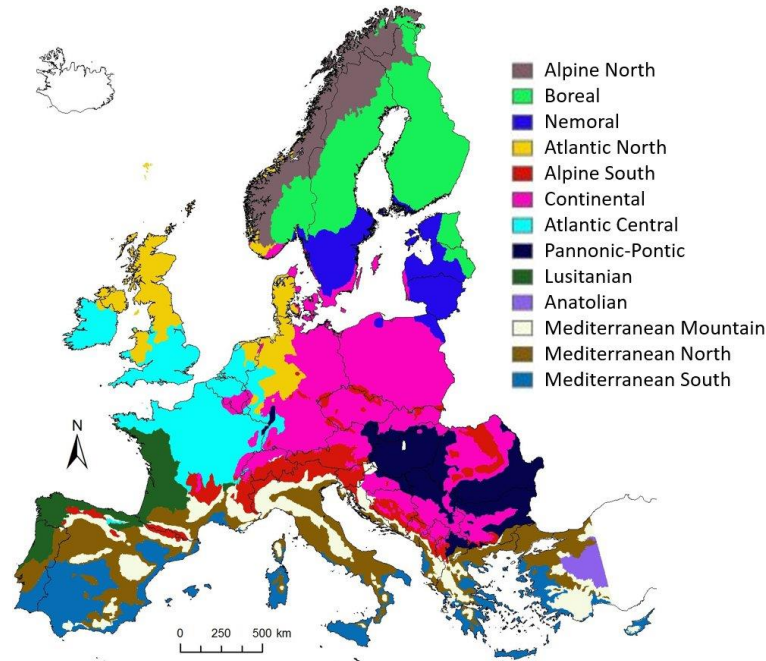 Alpine North
Boreal
Nemoral
Atlantic North
Alpine South
Continental
Atlantic Central
Pannonic-Pontic
Lusitanian
Anatolian
Mediterranean Mountain
Mediterranean North
Mediterranean South
N
0 250 500 km